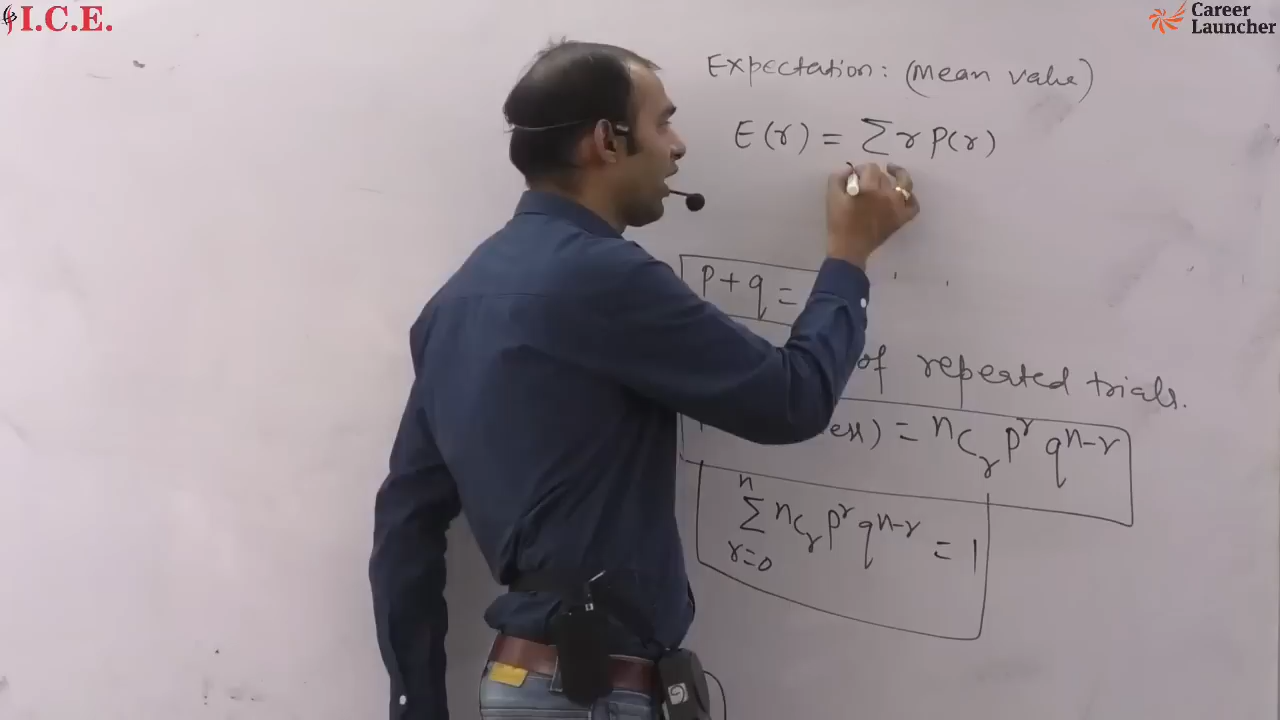 I.C.E.
Career
Launcher
Expectation: (Mean value)
E(r) = Σ r P(r)
P + q =
of repeated trials.
) = nCr p^r q^n-r
n
Σ nCr p^r q^n-r = 1
r=0